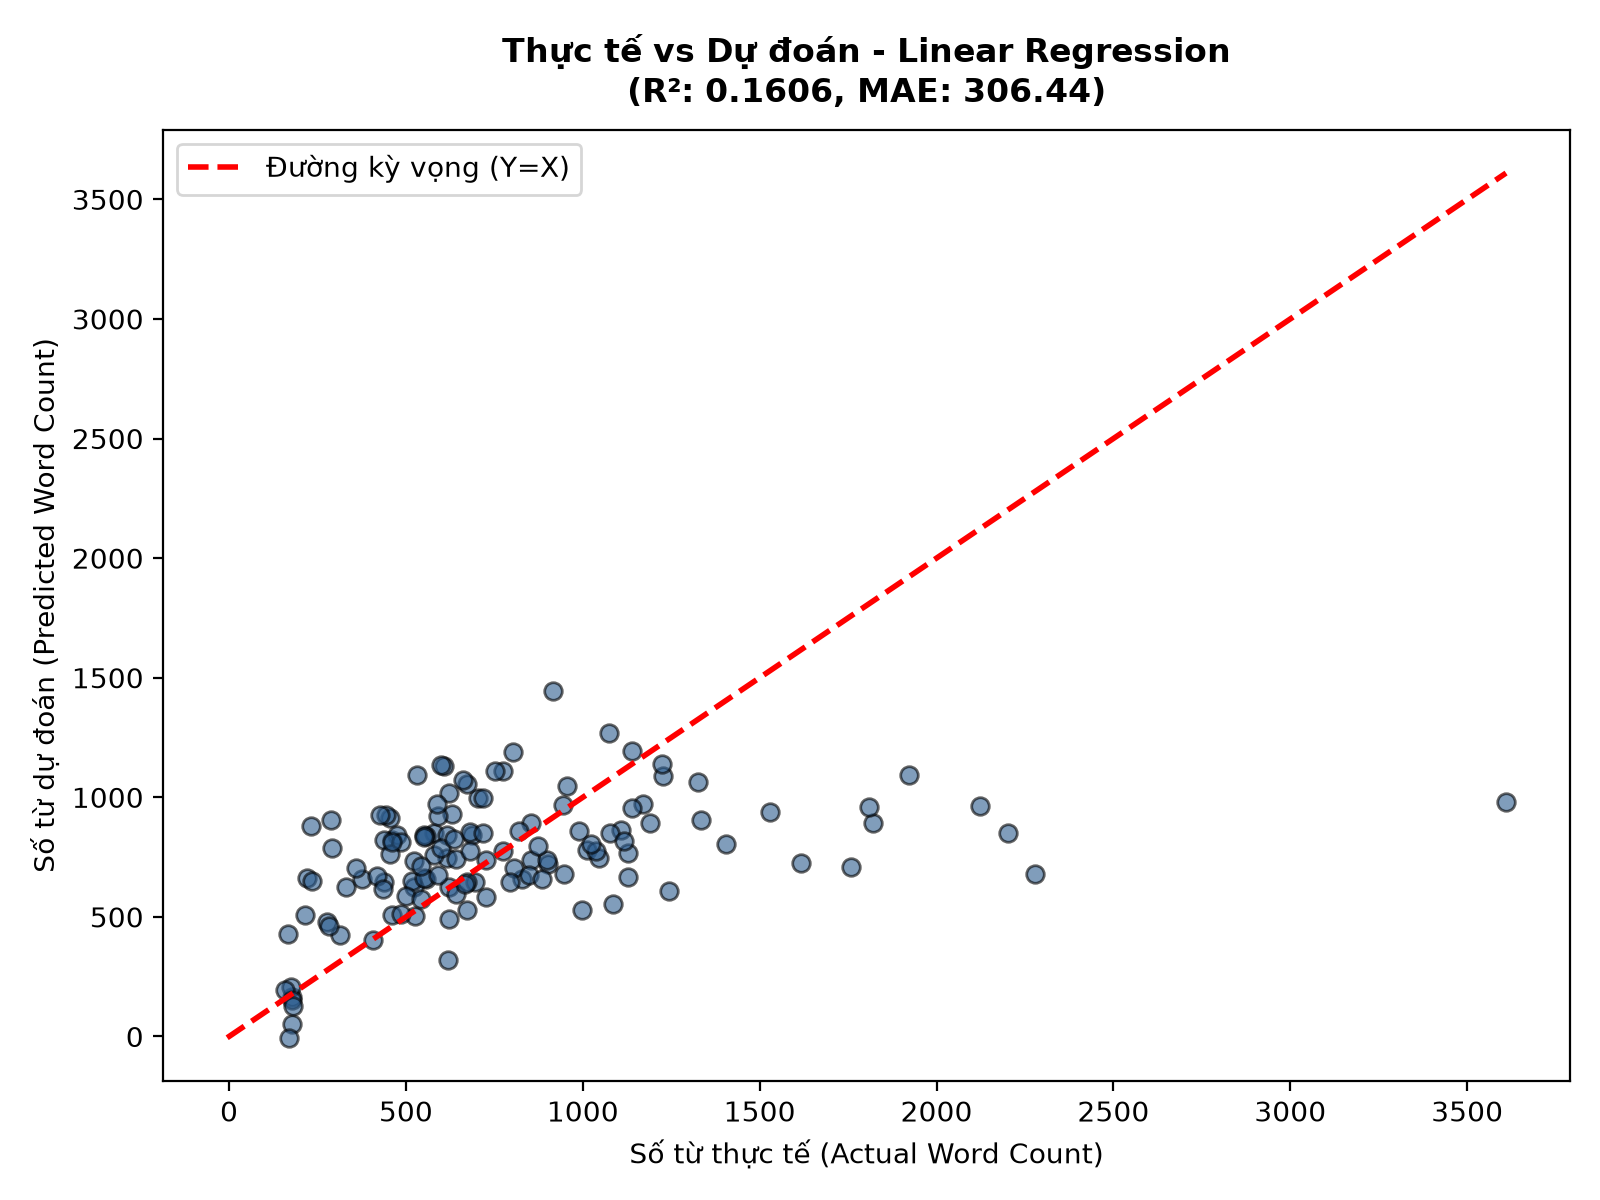 Thực tế vs Dự đoán - Linear Regression
(R²: 0.1606, MAE: 306.44)
Đường kỳ vọng (Y=X)
3500
3000
2500
2000
1500
1000
500
0
Số từ dự đoán (Predicted Word Count)
0 500 1000 1500 2000 2500 3000 3500
Số từ thực tế (Actual Word Count)